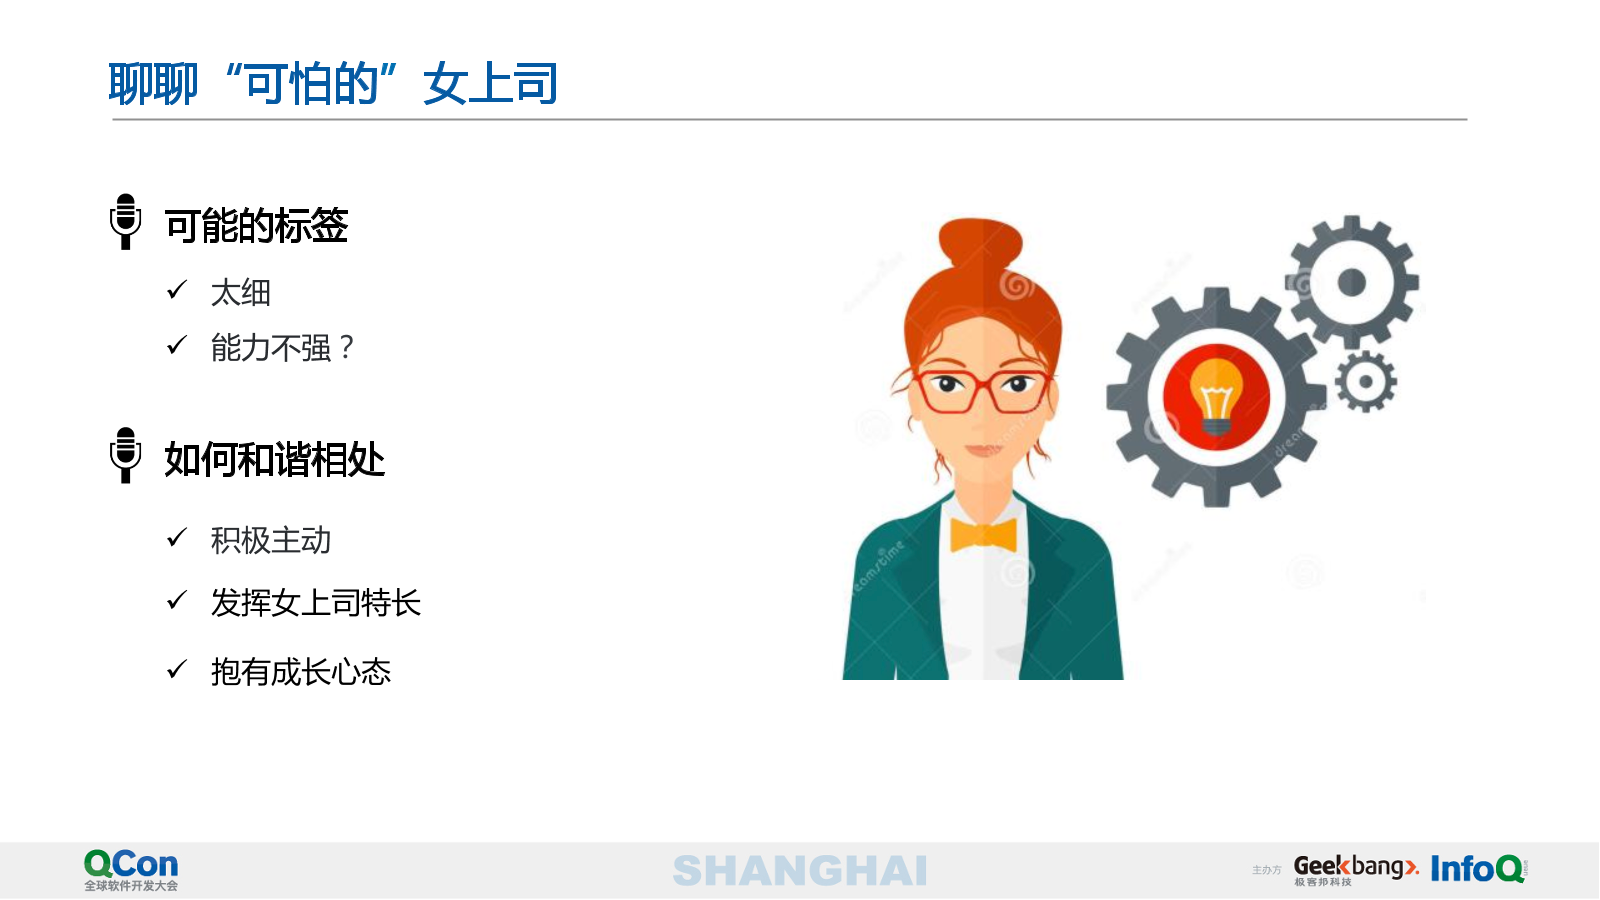 聊聊“可怕的”女上司
可能的标签
太细
能力不强？
如何和谐相处
积极主动
发挥女上司特长
抱有成长心态
dreamstime
QCon
全球软件开发大会
SHANGHAI
主办方
Geekbang
极客邦科技
InfoQ